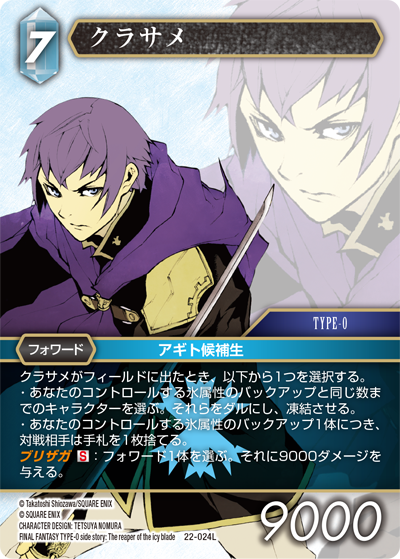 7
クラサメ
TYPE-0
フォワード
アギト候補生
クラサメがフィールドに出たとき、以下から1つを選択する。
・あなたのコントロールする氷属性のバックアップと同じ数ま
でのキャラクターを選ぶ。それらをダルにし、凍結させる。
・あなたのコントロールする氷属性のバックアップ1体につき、
対戦相手は手札を1枚捨てる。
ブリザガ S：フォワード1体を選ぶ。それに9000ダメージを
与える。
© Takatoshi Shiozawa/SQUARE ENIX
© SQUARE ENIX
CHARACTER DESIGN: TETSUYA NOMURA
FINAL FANTASY TYPE-0 side story: The reaper of the icy blade
22-024L
9000